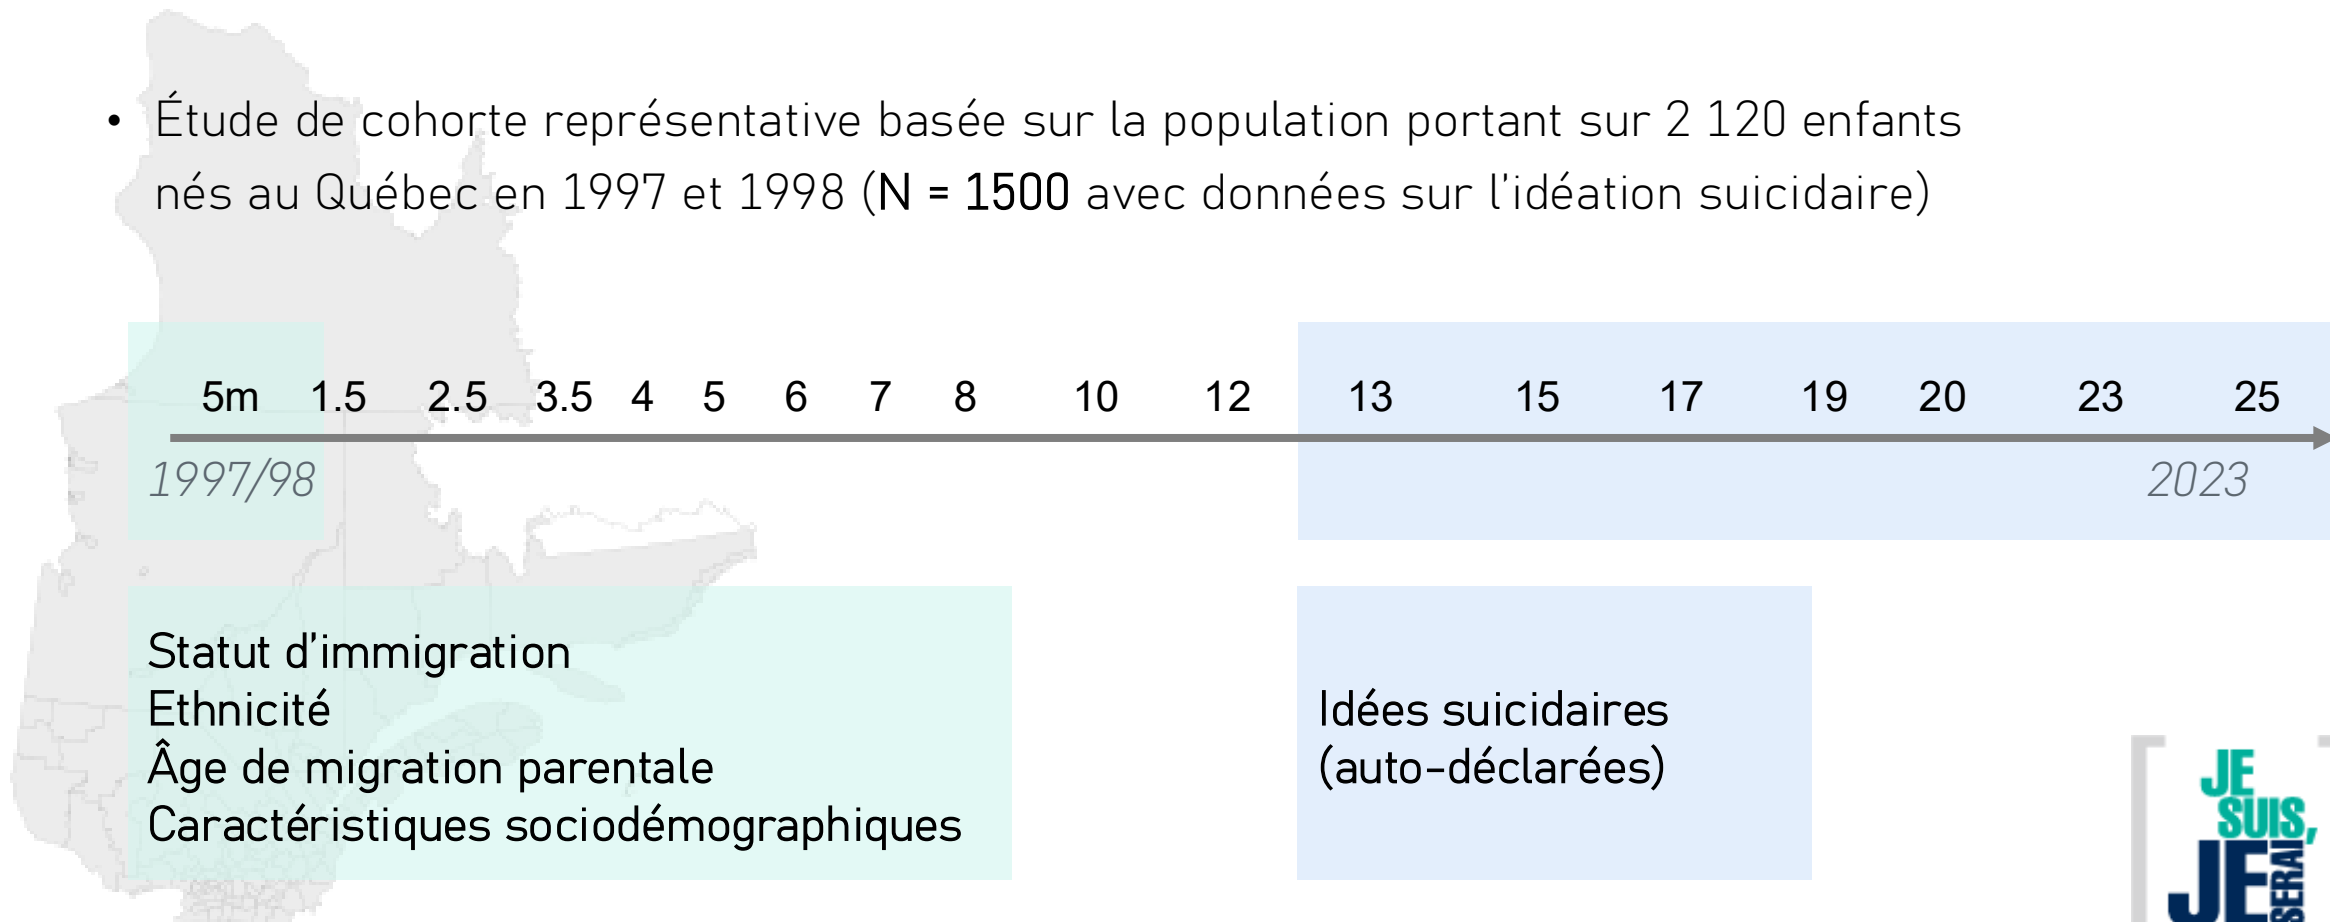 • Étude de cohorte représentative basée sur la population portant sur 2 120 enfants
nés au Québec en 1997 et 1998 (N = 1500 avec données sur l'idéation suicidaire)
5m 1.5 2.5 3.5 4 5 6 7 8 10 12 13 15 17 19 20 23 25
1997/98 2023
Statut d'immigration
Ethnicité
Âge de migration parentale
Caractéristiques sociodémographiques
Idées suicidaires
(auto-déclarées)
JE
SUIS,
JE
SERAI